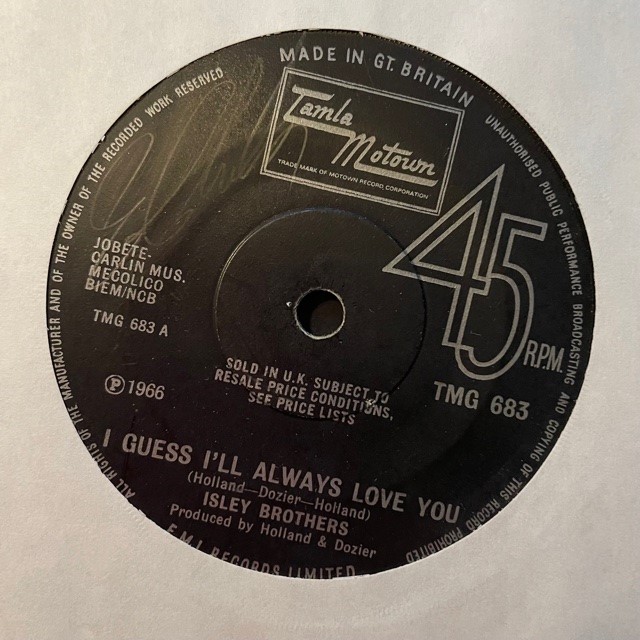 MADE IN GT. BRITAIN
UNAUTHORISED PUBLIC PERFORMANCE BROADCASTING AND COPYING OF THIS RECORD PROHIBITED
ALL RIGHTS OF THE MANUFACTURER AND OF THE OWNER OF THE RECORDED WORK RESERVED
Tamla
Motown
TRADE MARK OF MOTOWN RECORD CORPORATION
45
R.P.M.
JOBETE-
CARLIN MUS.
MECOLICO
BIEM/NCB
TMG 683 A
Ⓟ 1966
SOLD IN U.K. SUBJECT TO
RESALE PRICE CONDITIONS,
SEE PRICE LISTS
TMG 683
I GUESS I'LL ALWAYS LOVE YOU
(Holland—Dozier—Holland)
ISLEY BROTHERS
Produced by Holland & Dozier
E.M.I. RECORDS LIMITED